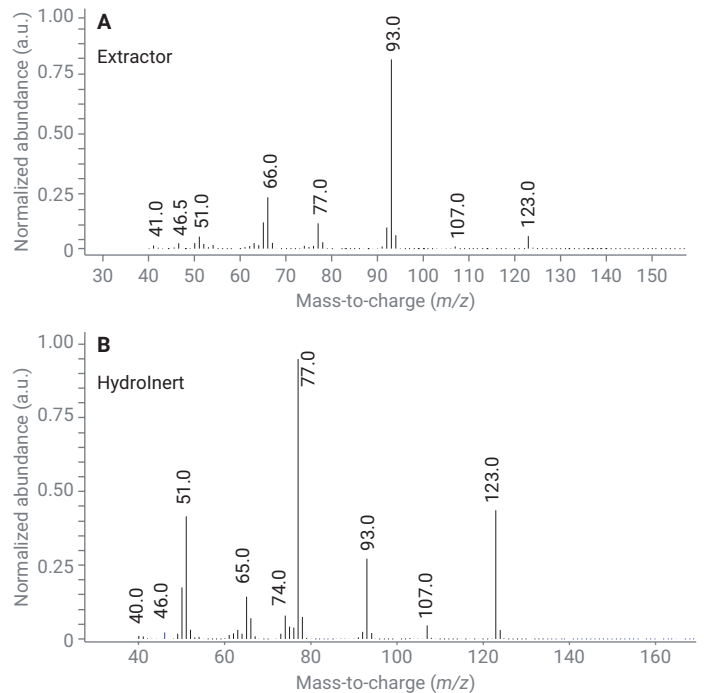 A
Extractor
Normalized abundance (a.u.)
1.00
0.75
0.50
0.25
0
41.0
46.5
51.0
66.0
77.0
93.0
107.0
123.0
30 40 50 60 70 80 90 100 110 120 130 140 150
Mass-to-charge (m/z)
B
HydroInert
Normalized abundance (a.u.)
1.00
0.75
0.50
0.25
0
40.0
46.0
51.0
65.0
74.0
77.0
93.0
107.0
123.0
40 60 80 100 120 140 160
Mass-to-charge (m/z)